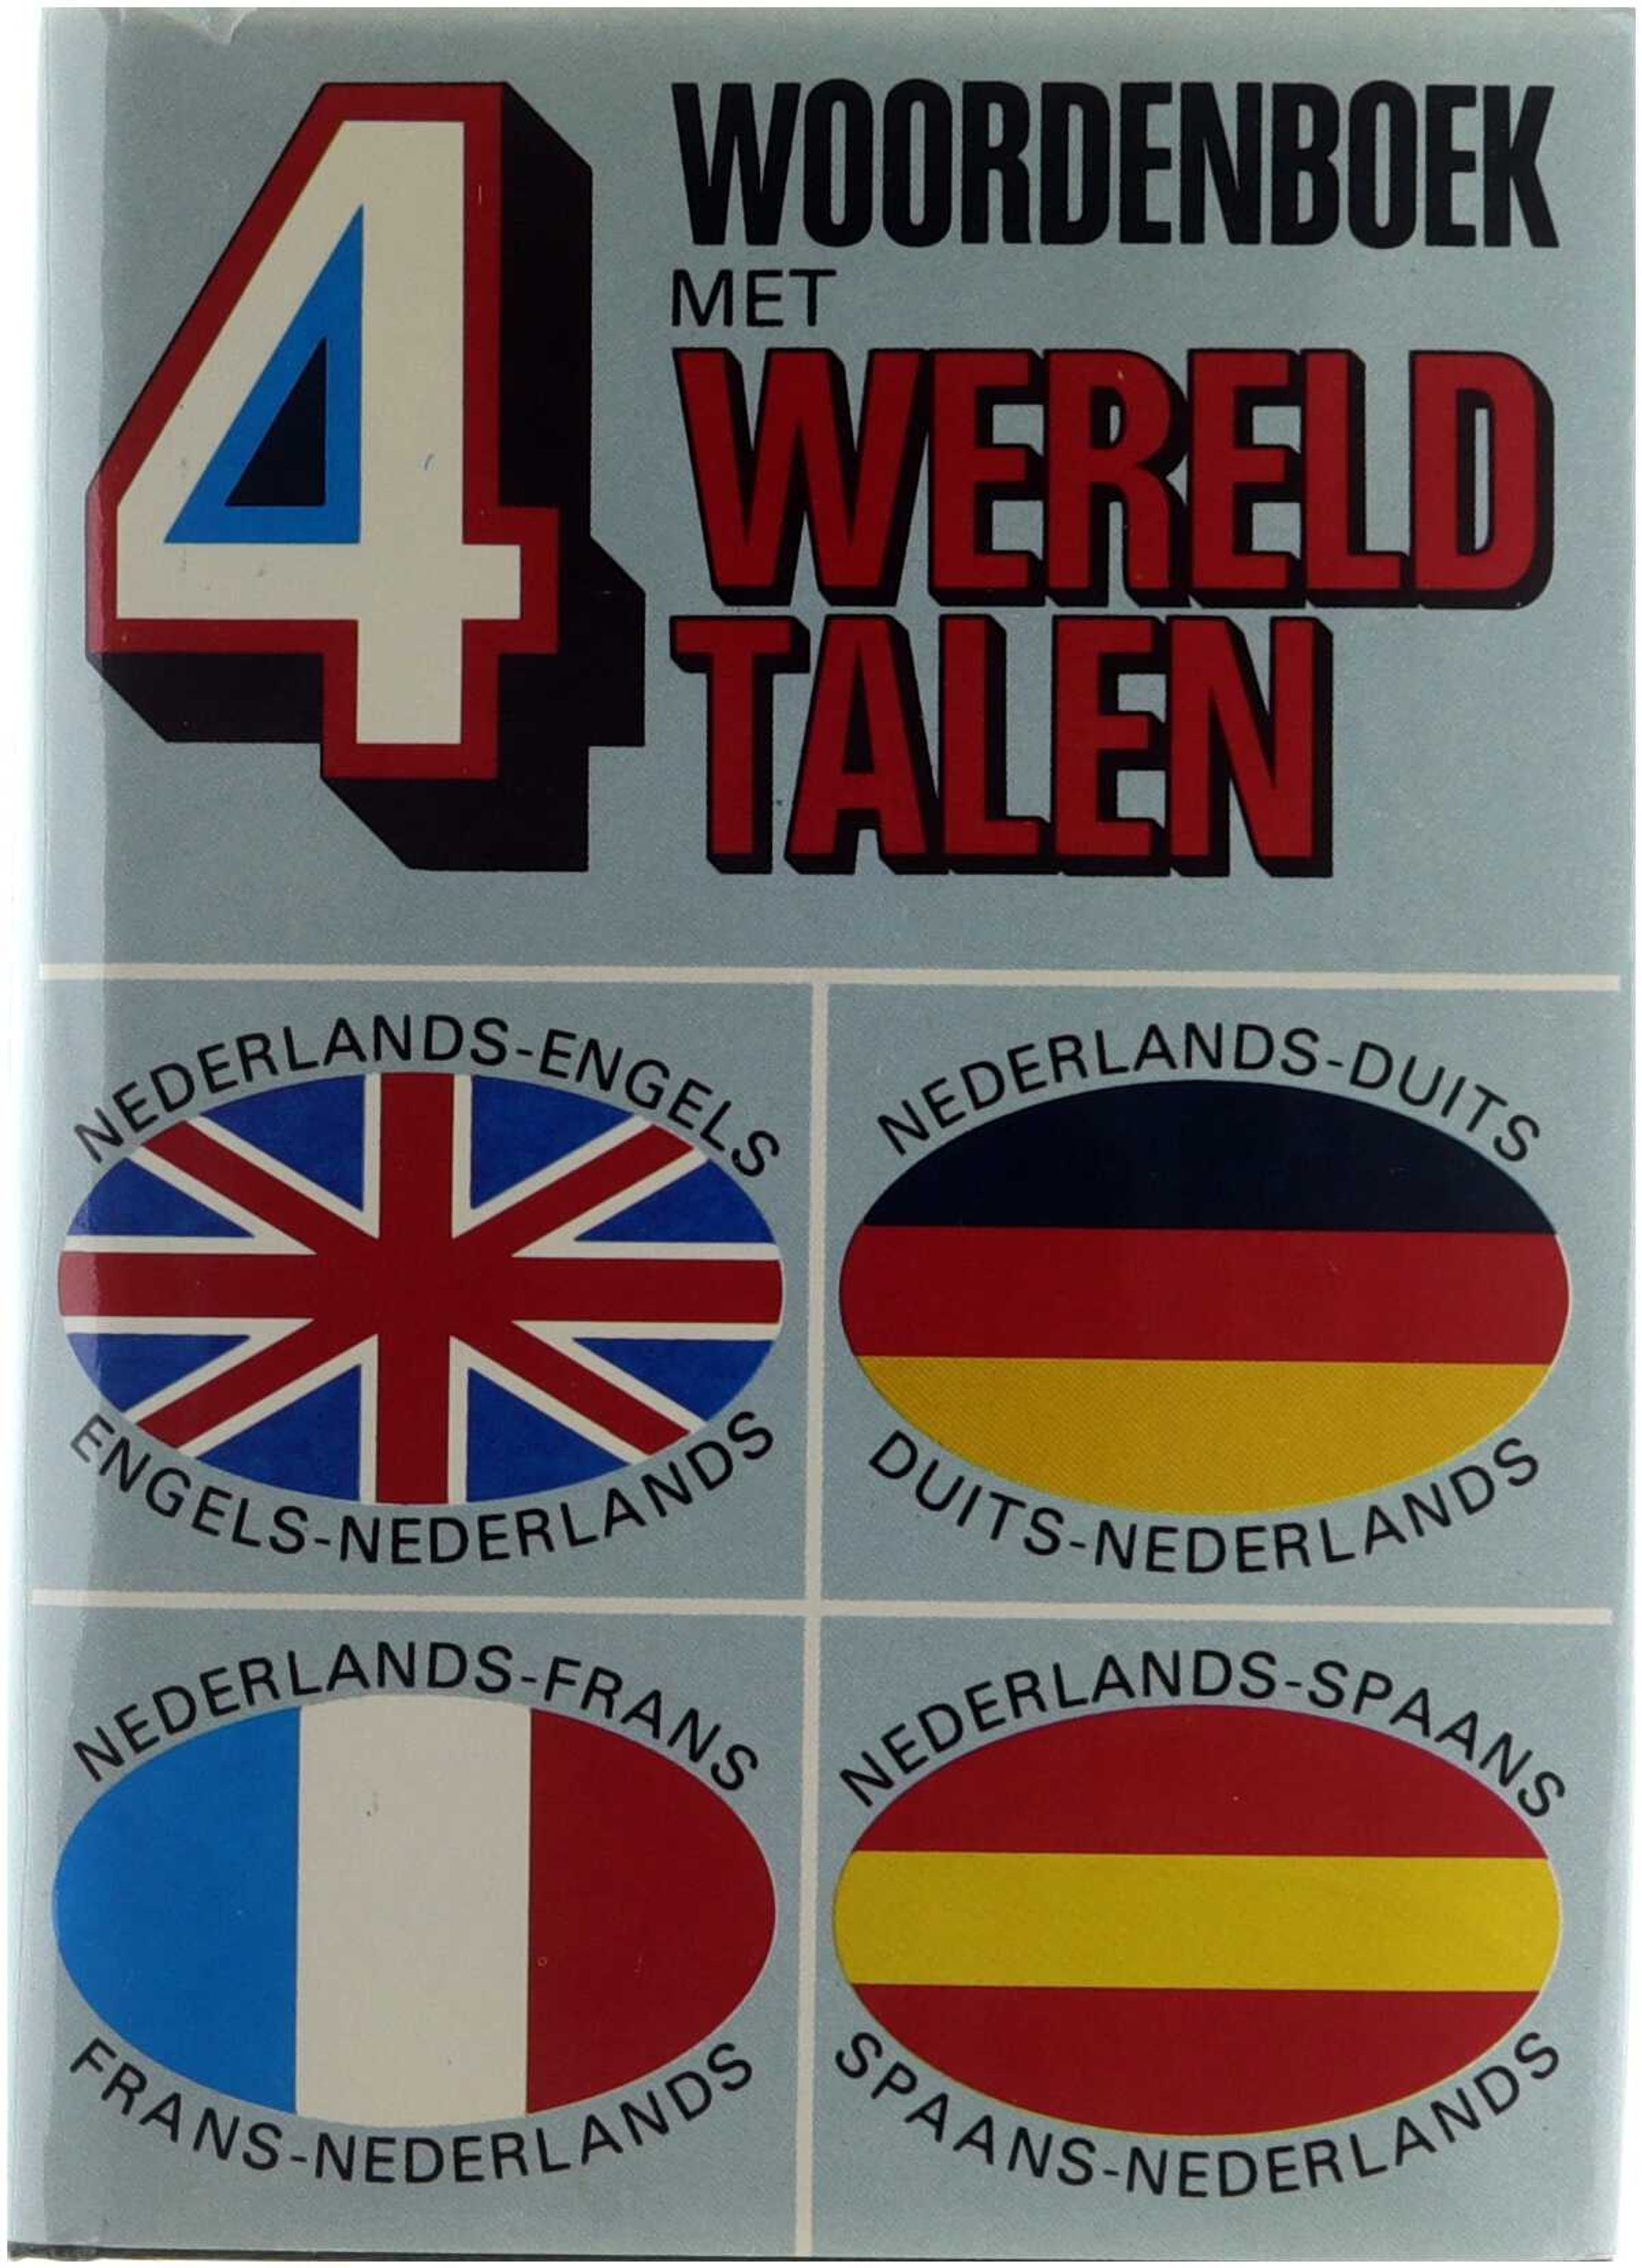 4
WOORDENBOEK
MET
WERELD
TALEN
NEDERLANDS-ENGELS
ENGELS-NEDERLANDS
NEDERLANDS-DUITS
DUITS-NEDERLANDS
NEDERLANDS-FRANS
FRANS-NEDERLANDS
NEDERLANDS-SPAANS
SPAANS-NEDERLANDS